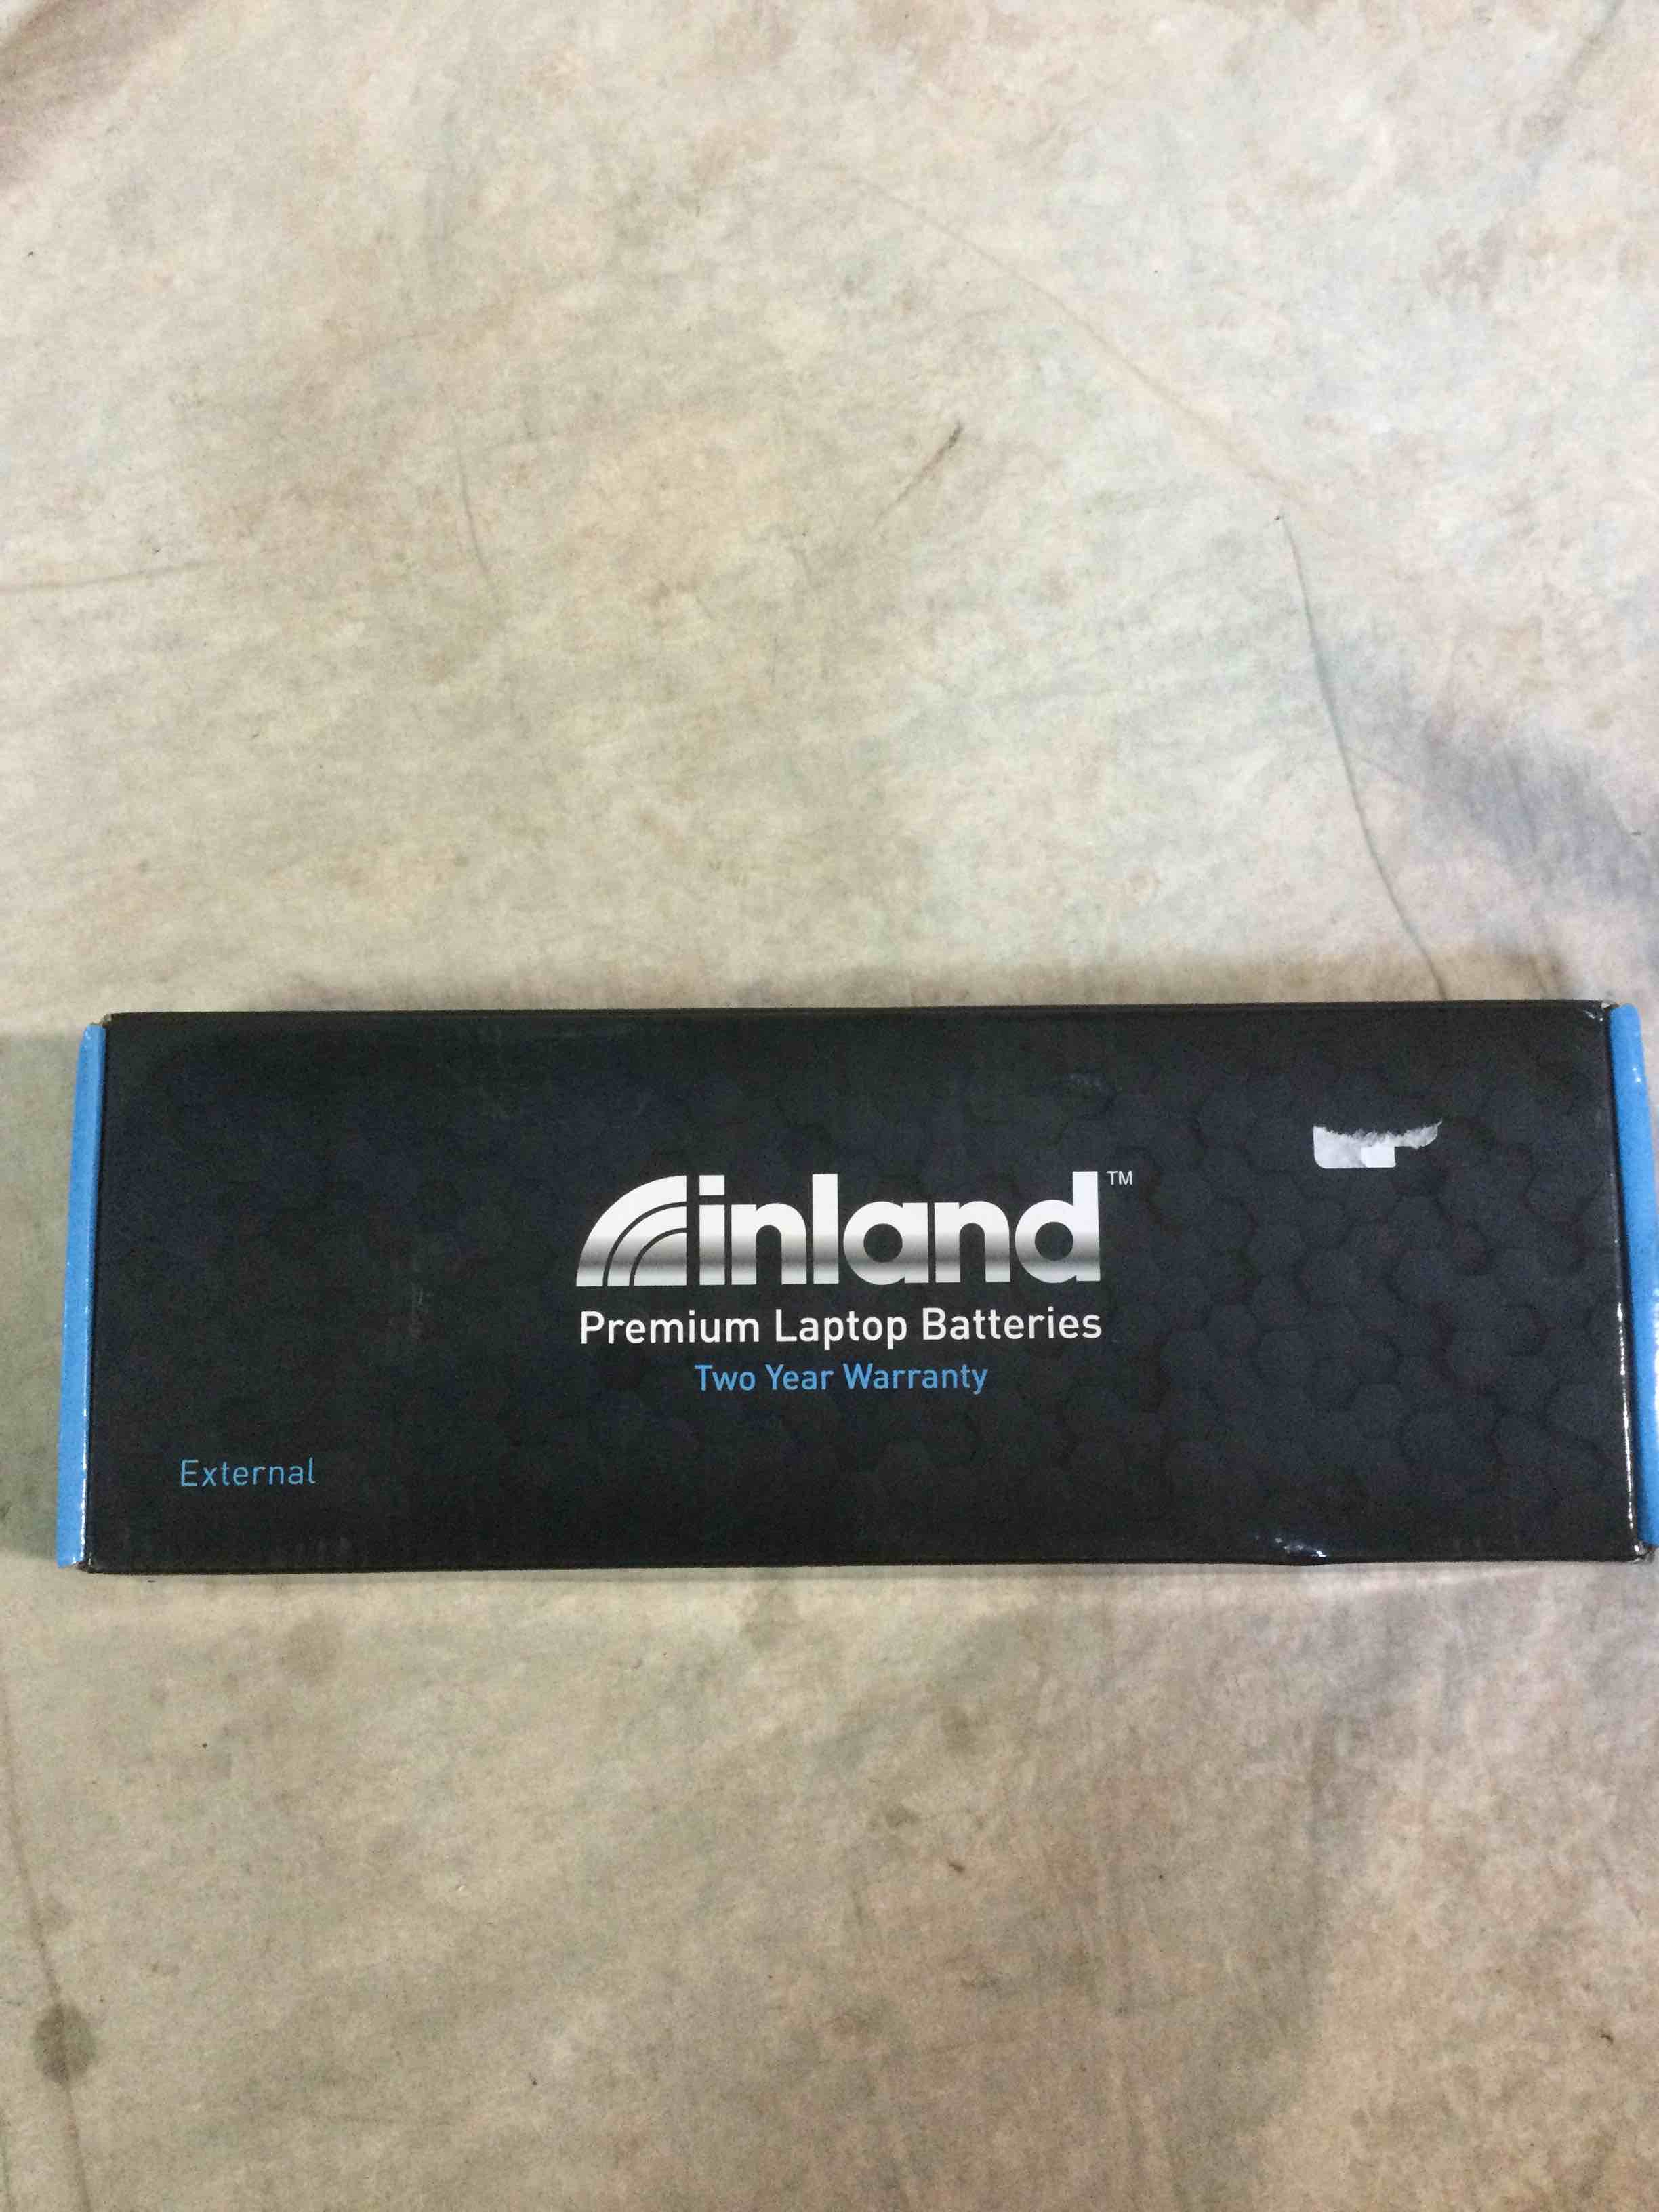 inland™
Premium Laptop Batteries
Two Year Warranty
External